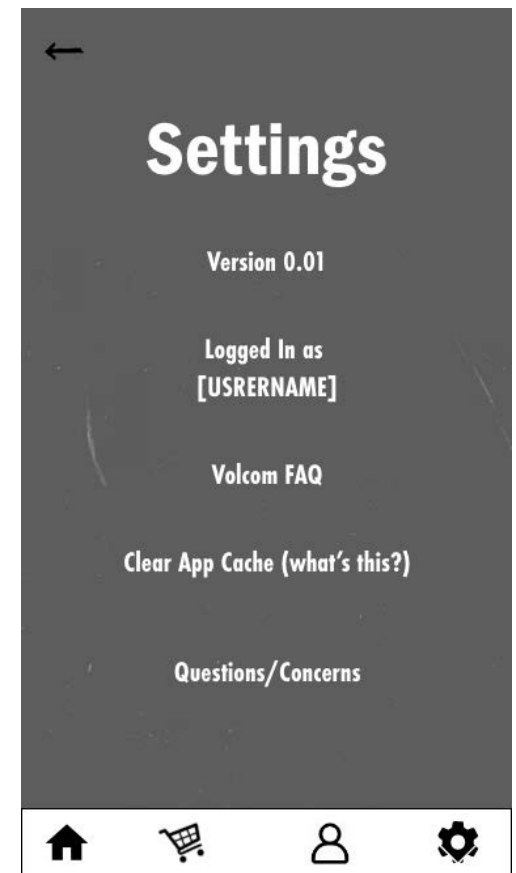 Settings
Version 0.01
Logged In as
[USRERNAME]
Volcom FAQ
Clear App Cache (what's this?)
Questions/Concerns